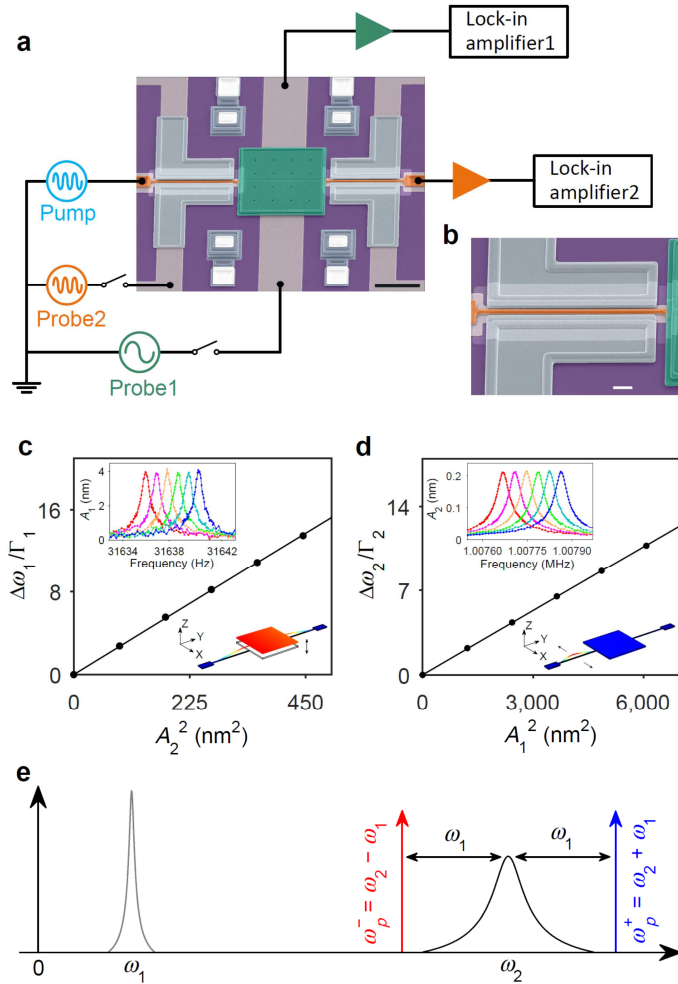 a
Lock-in
amplifier1
Pump
Lock-in
amplifier2
Probe2
Probe1
b
c
Δω₁/Γ₁
16
8
0
0
225
450
A₂² (nm²)
A₁ (nm)
4
2
0
31634
31638
31642
Frequency (Hz)
Z
Y
X
d
Δω₂/Γ₂
14
7
0
0
3,000
6,000
A₁² (nm²)
A₂ (nm)
0.2
0.1
0
1.00760
1.00775
1.00790
Frequency (MHz)
Z
Y
X
e
ωₚ⁻ = ω₂ − ω₁
ω₁
ω₁
ωₚ⁺ = ω₂ + ω₁
0
ω₁
ω₂